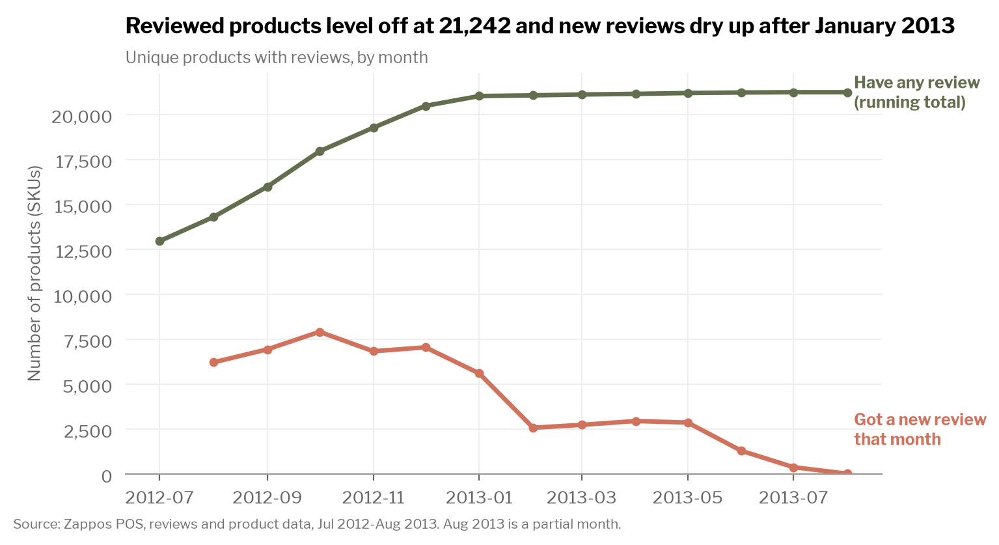 Reviewed products level off at 21,242 and new reviews dry up after January 2013
Unique products with reviews, by month
Have any review
(running total)
Number of products (SKUs)
20,000
17,500
15,000
12,500
10,000
7,500
5,000
2,500
0
Got a new review
that month
2012-07
2012-09
2012-11
2013-01
2013-03
2013-05
2013-07
Source: Zappos POS, reviews and product data, Jul 2012-Aug 2013. Aug 2013 is a partial month.